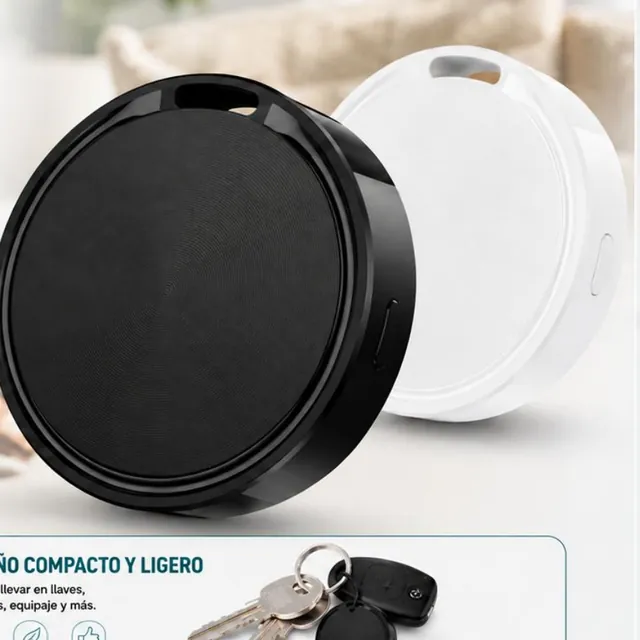 ÑO COMPACTO Y LIGERO
llevar en llaves,
s, equipaje y más.